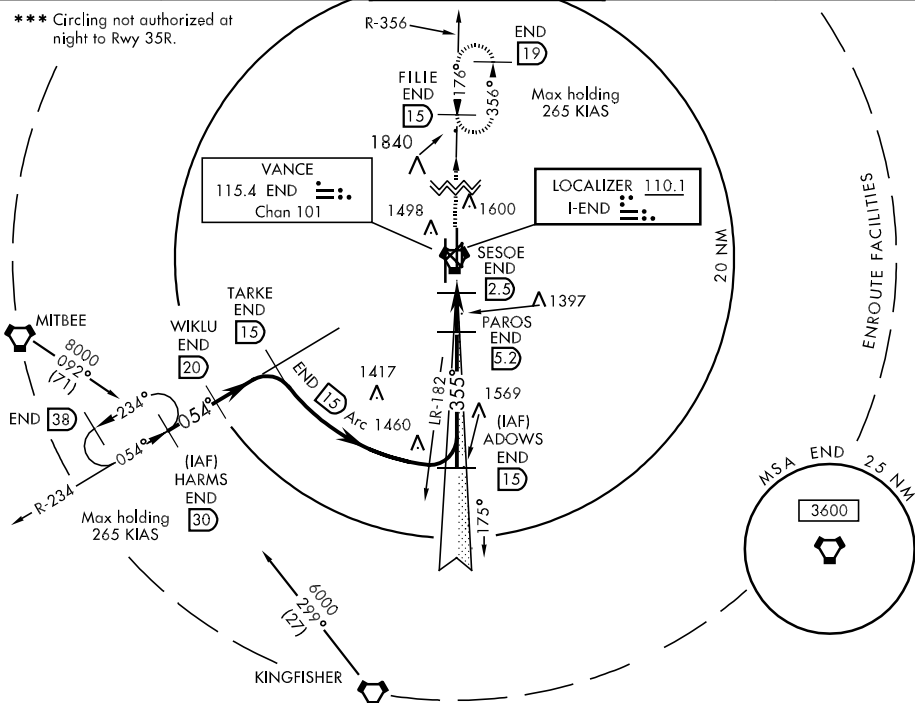 *** Circling not authorized at
night to Rwy 35R.
R-356
END
19
FILIE
END
15
176°
356°
Max holding
265 KIAS
1840
VANCE
115.4 END
Chan 101
1498
1600
LOCALIZER 110.1
I-END
SESOE
END
2.5
20 NM
ENROUTE FACILITIES
TARKE
END
15
1397
MITBEE
WIKLU
END
20
PAROS
END
5.2
8000
092°
(71)
1417
END 15 Arc
LR-182
355°
1569
END 38
234°
054°
054°
1460
(IAF)
ADOWS
END
15
(IAF)
HARMS
END
30
R-234
Max holding
265 KIAS
175°
MSA END 25 NM
3600
6000
299°
(27)
KINGFISHER